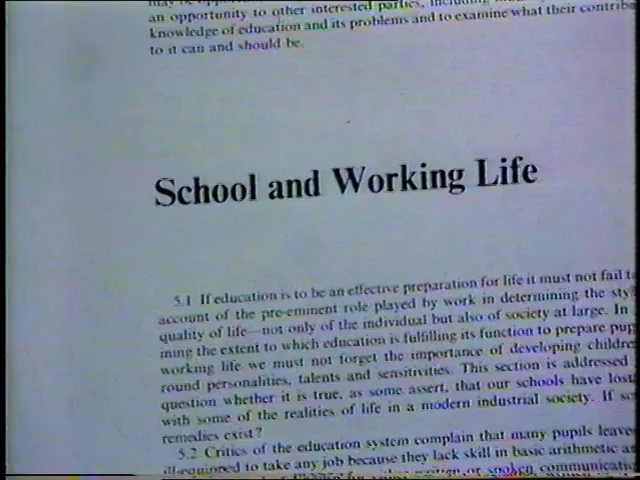 an opportunity to other interested parties,
knowledge of education and its problems and to examine what their contribu
to it can and should be.
School and Working Life
5.1 If education is to be an effective preparation for life it must not fail t
account of the pre-eminent role played by work in determining the sty
quality of life—not only of the individual but also of society at large. In
ining the extent to which education is fulfilling its function to prepare pup
working life we must not forget the importance of developing childre
round personalities, talents and sensitivities. This section is addressed
question whether it is true, as some assert, that our schools have lost
with some of the realities of life in a modern industrial society. If so
remedies exist?
5.2 Critics of the education system complain that many pupils leave
ill-equipped to take any job because they lack skill in basic arithmetic a
written or spoken communicati